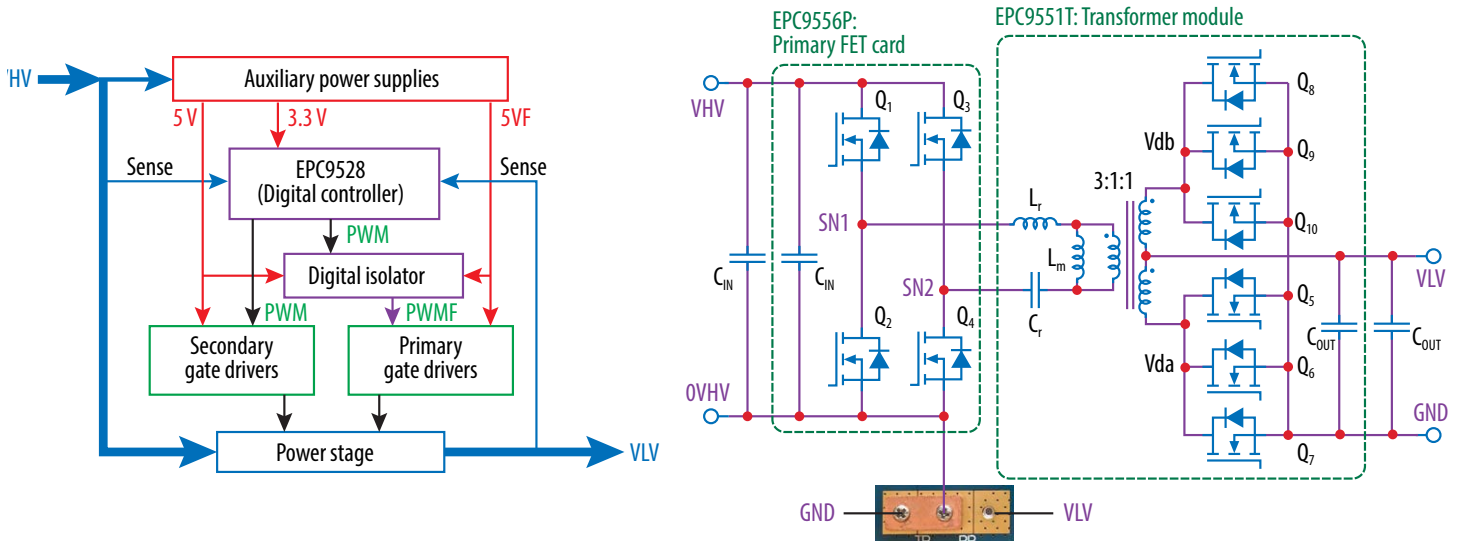 VHV
Auxiliary power supplies
5 V
3.3 V
5VF
Sense
EPC9528
(Digital controller)
Sense
PWM
Digital isolator
PWM
PWMF
Secondary
gate drivers
Primary
gate drivers
Power stage
VLV
EPC9556P:
Primary FET card
EPC9551T: Transformer module
VHV
Q1
Q3
Q8
Vdb
Q9
3:1:1
Lr
Q10
SN1
Lm
CIN
CIN
SN2
VLV
Cr
Q2
Q4
Q5
COUT
COUT
Vda
Q6
0VHV
GND
Q7
GND
VLV